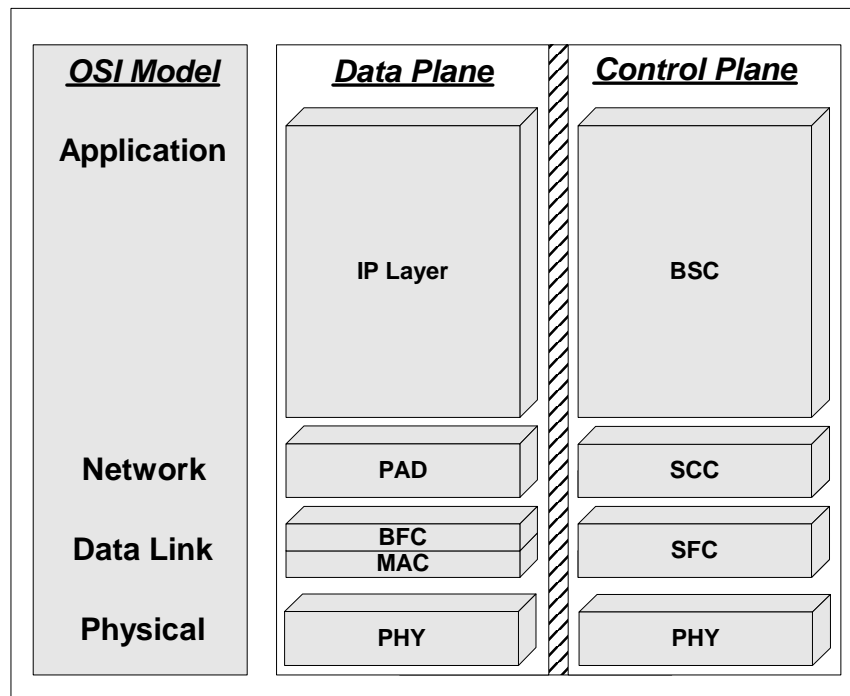 OSI Model
Data Plane
Control Plane
Application
IP Layer
BSC
Network
PAD
SCC
Data Link
BFC
MAC
SFC
Physical
PHY
PHY